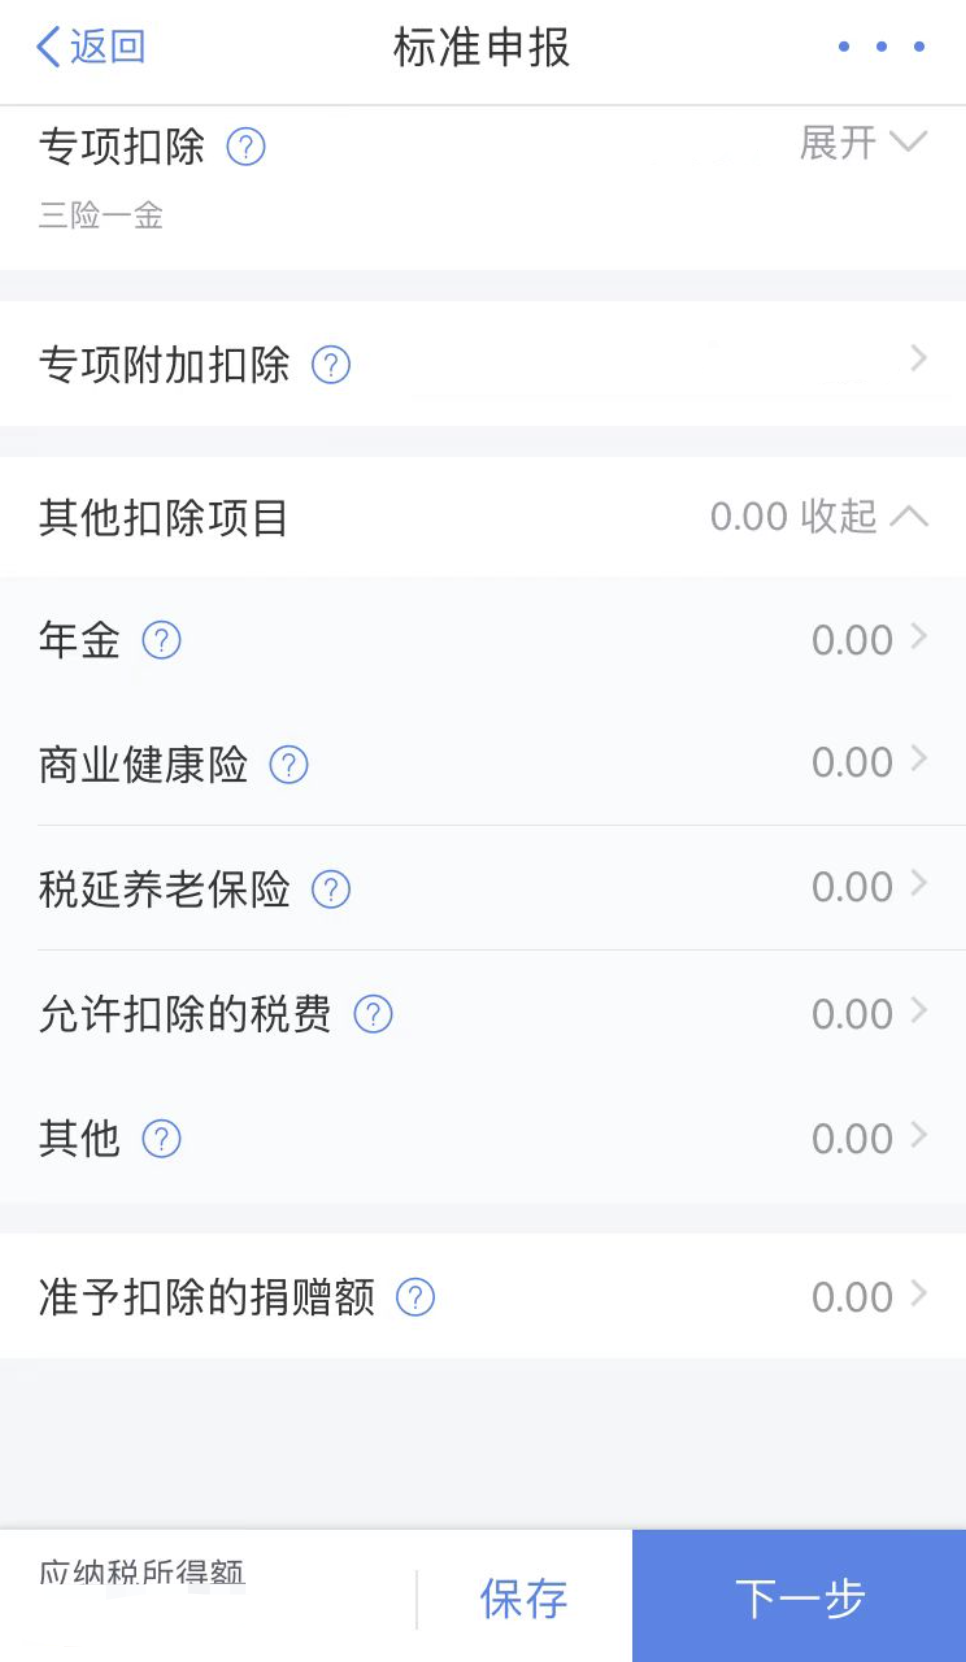 返回 标准申报
专项扣除 ? 展开
三险一金
专项附加扣除 ?
其他扣除项目 0.00 收起
年金 ? 0.00
商业健康险 ? 0.00
税延养老保险 ? 0.00
允许扣除的税费 ? 0.00
其他 ? 0.00
准予扣除的捐赠额 ? 0.00
应纳税所得额
保存 下一步